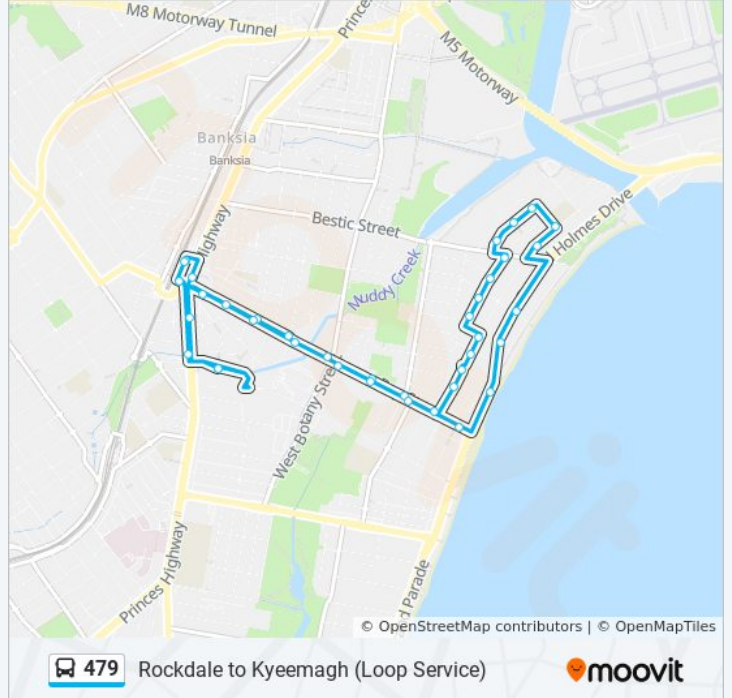 M8 Motorway Tunnel
Princes
M5 Motorway
Banksia
Banksia
Bestic Street
Highway
Holmes Drive
Muddy Creek
West Botany Street
Princes Highway
d Parade
© OpenStreetMap contributors | © OpenMapTiles
479 Rockdale to Kyeemagh (Loop Service)
moovit